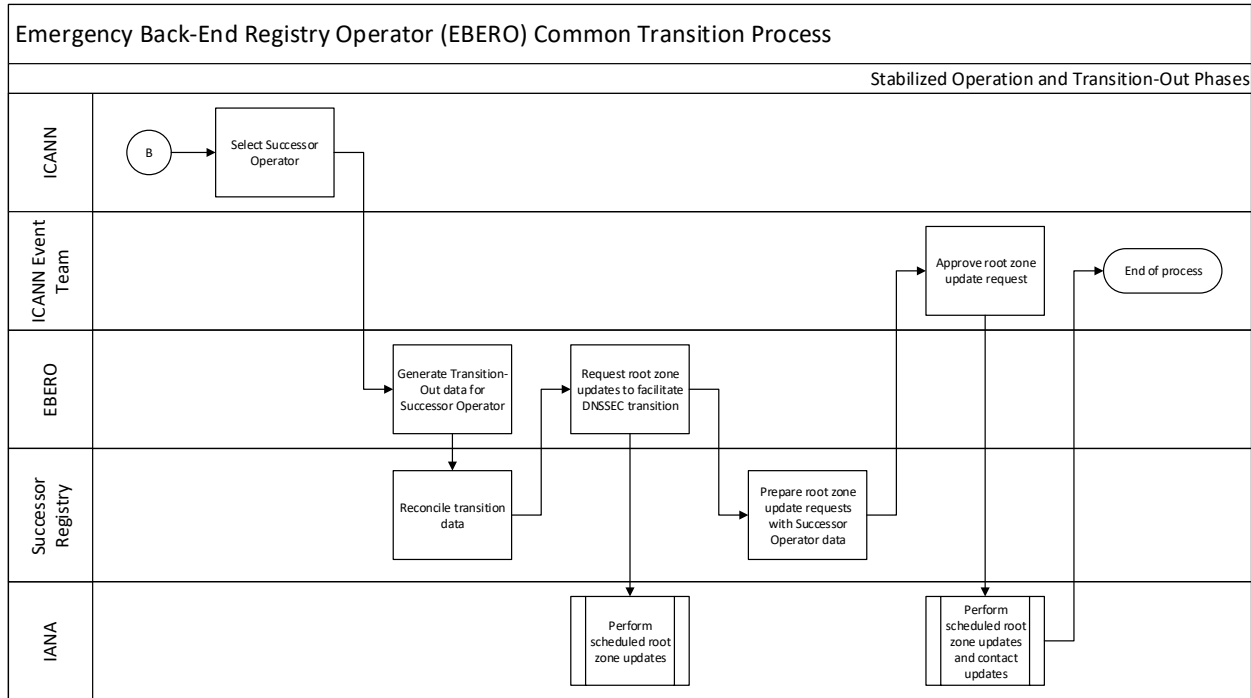 Emergency Back-End Registry Operator (EBERO) Common Transition Process
Stabilized Operation and Transition-Out Phases
ICANN
B
Select Successor
Operator
ICANN Event
Team
Approve root zone
update request
End of process
EBERO
Generate Transition-
Out data for
Successor Operator
Request root zone
updates to facilitate
DNSSEC transition
Successor
Registry
Reconcile transition
data
Prepare root zone
update requests
with Successor
Operator data
IANA
Perform
scheduled root
zone updates
Perform
scheduled root
zone updates
and contact
updates